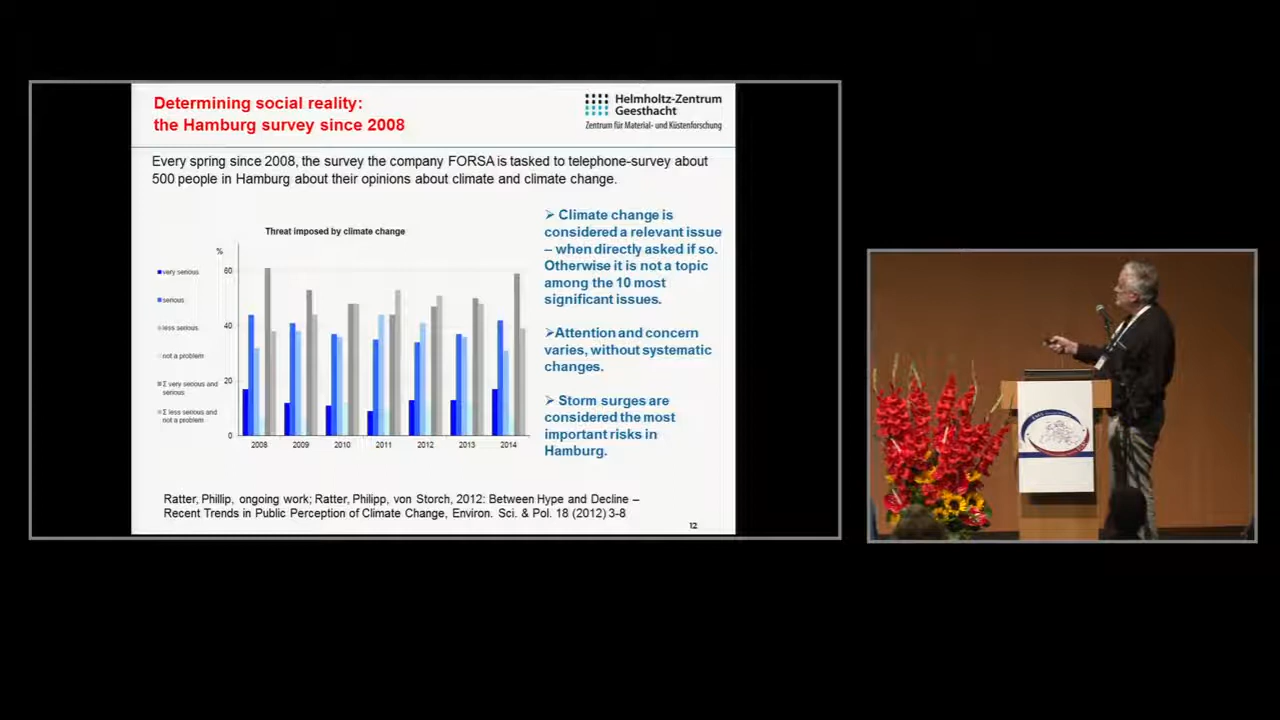 Determining social reality:
the Hamburg survey since 2008
Helmholtz-Zentrum
Geesthacht
Zentrum für Material- und Küstenforschung
Every spring since 2008, the survey the company FORSA is tasked to telephone-survey about
500 people in Hamburg about their opinions about climate and climate change.
Threat imposed by climate change
%
very serious
serious
less serious
not a problem
Σ very serious and
serious
Σ less serious and
not a problem
60
40
20
0
2008 2009 2010 2011 2012 2013 2014
➢ Climate change is
considered a relevant issue
– when directly asked if so.
Otherwise it is not a topic
among the 10 most
significant issues.
➢Attention and concern
varies, without systematic
changes.
➢ Storm surges are
considered the most
important risks in
Hamburg.
Ratter, Phillip, ongoing work; Ratter, Philipp, von Storch, 2012: Between Hype and Decline –
Recent Trends in Public Perception of Climate Change, Environ. Sci. & Pol. 18 (2012) 3-8
12